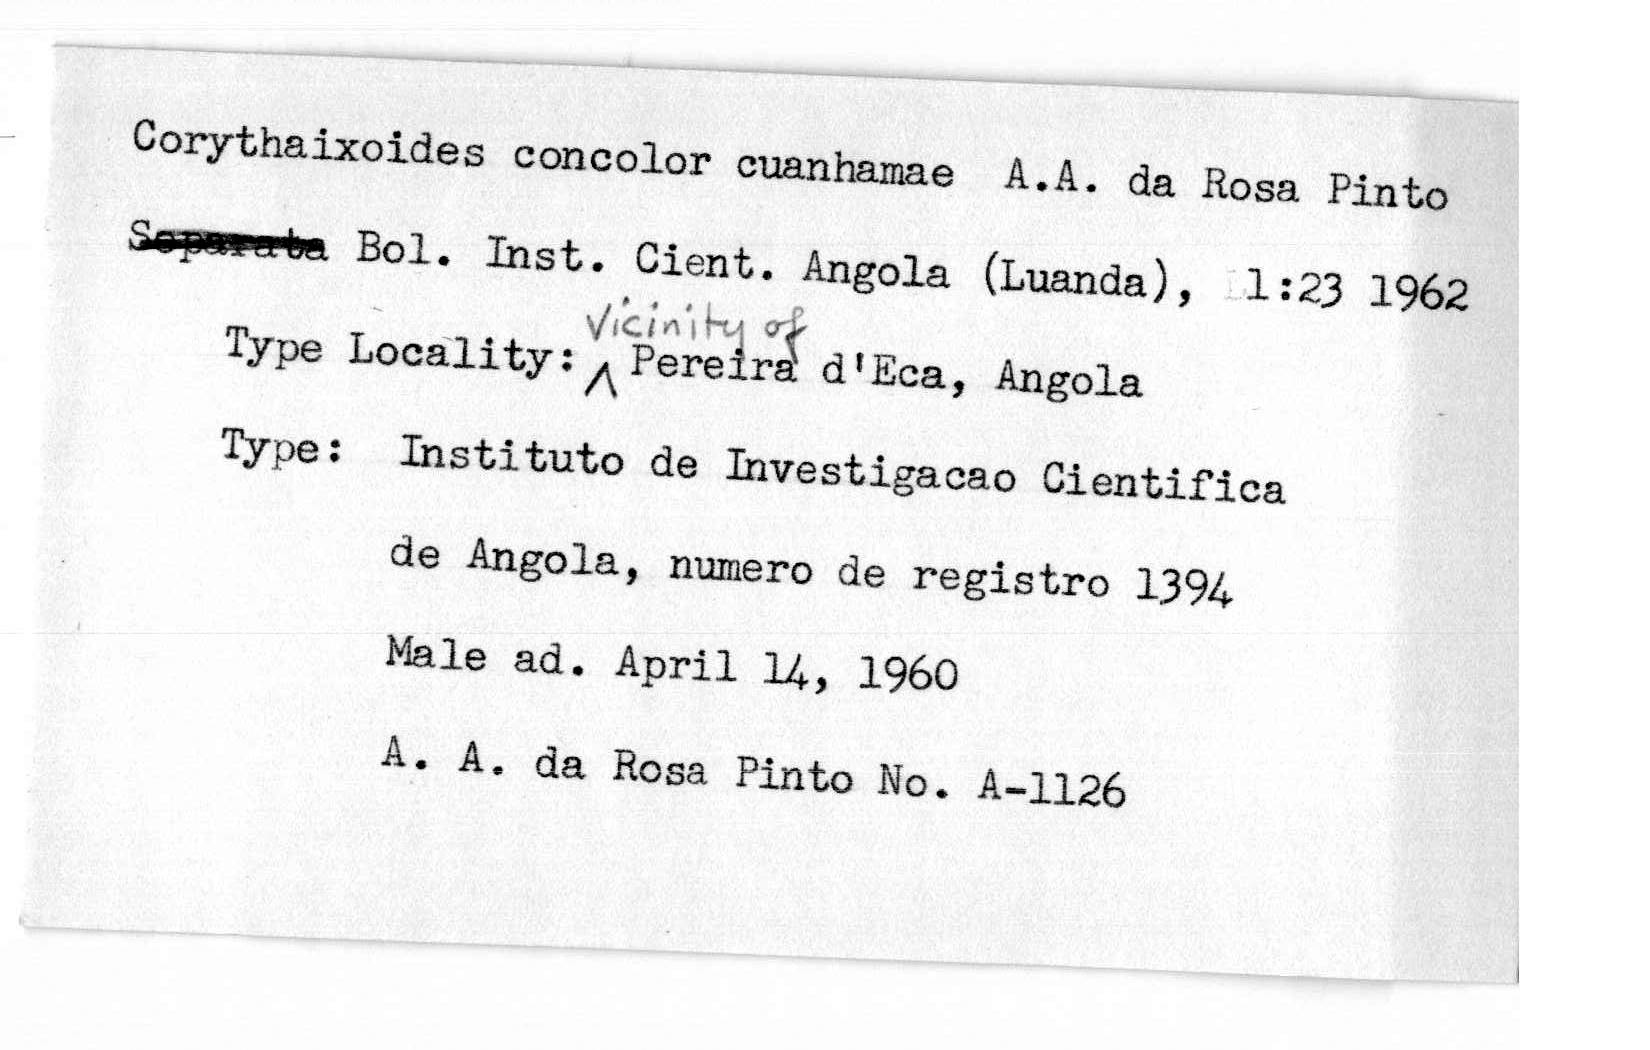 Corythaixoides concolor cuanhamae A.A. da Rosa Pinto
Separata Bol. Inst. Cient. Angola (Luanda), 1:23 1962
Vicinity of
Type Locality: ^ Pereira d'Eca, Angola
Type: Instituto de Investigacao Cientifica
de Angola, numero de registro 1394
Male ad. April 14, 1960
A. A. da Rosa Pinto No. A-1126